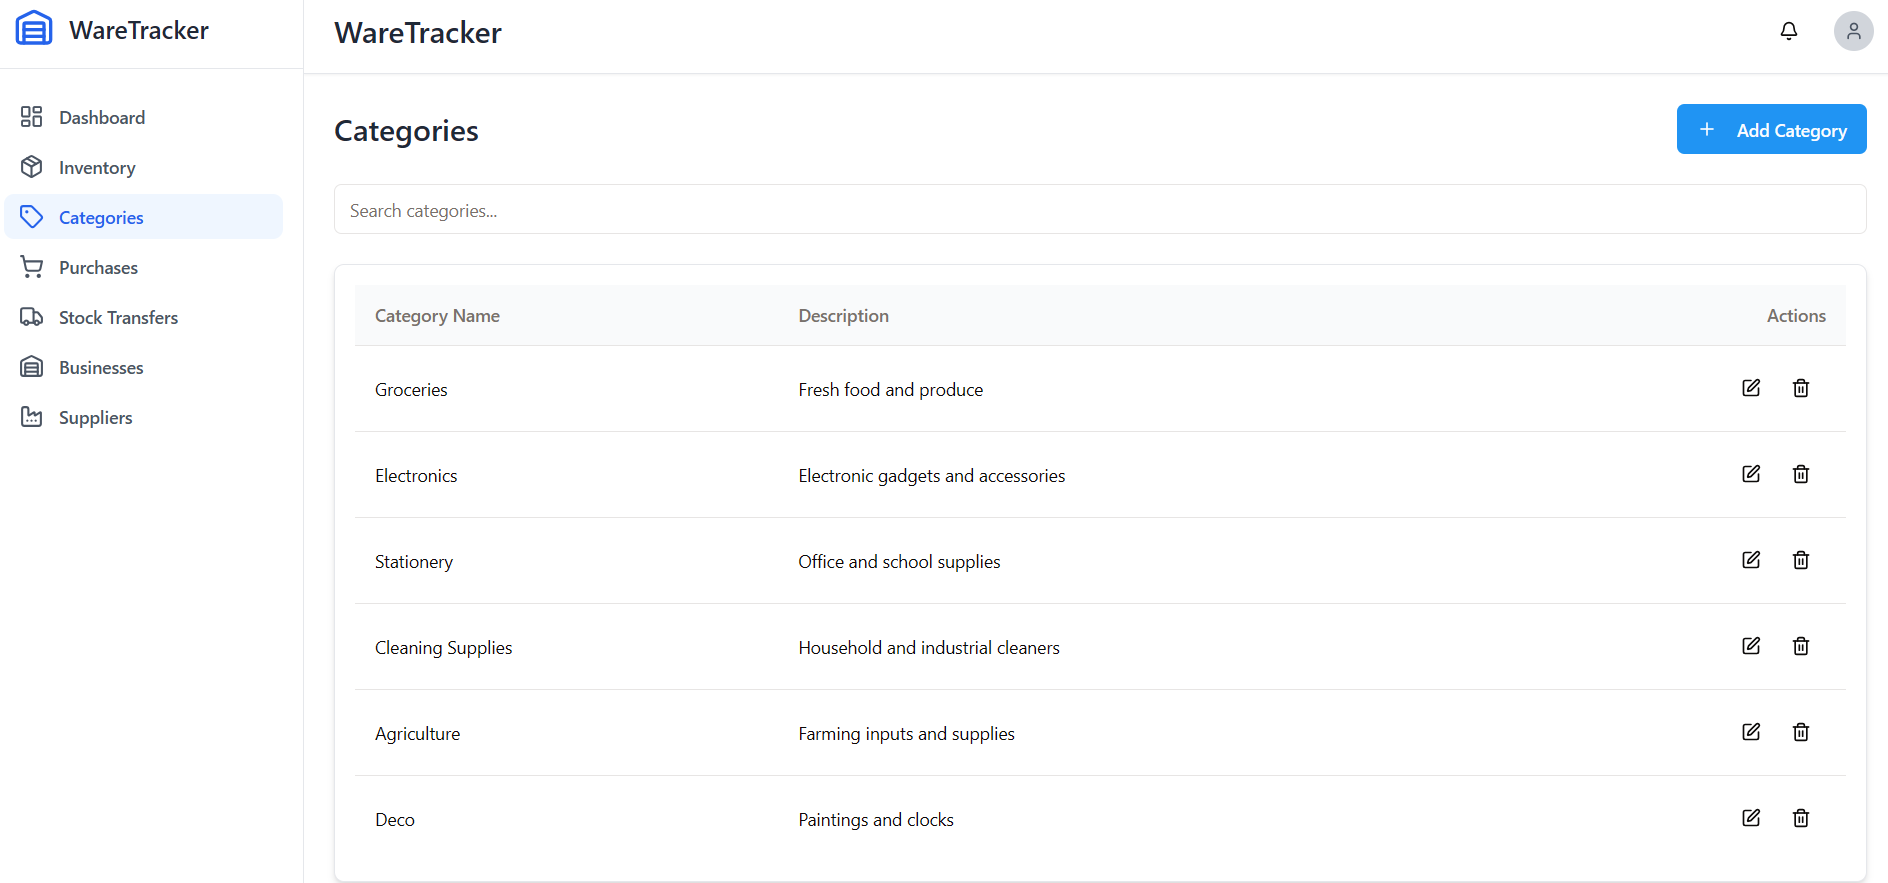 WareTracker
WareTracker
Dashboard
Inventory
Categories
Purchases
Stock Transfers
Businesses
Suppliers
Categories
+ Add Category
Search categories...
Category Name Description Actions
Groceries Fresh food and produce
Electronics Electronic gadgets and accessories
Stationery Office and school supplies
Cleaning Supplies Household and industrial cleaners
Agriculture Farming inputs and supplies
Deco Paintings and clocks